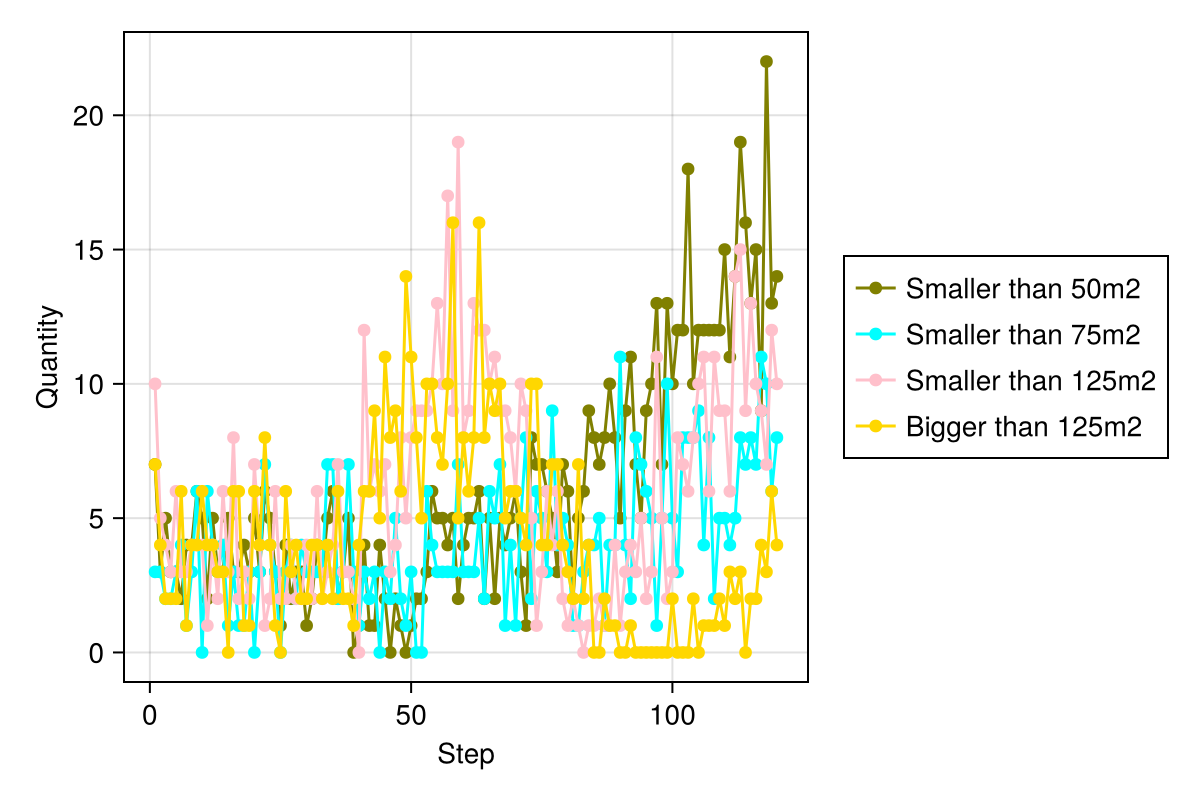 20
15
10
5
0
0
50
100
Quantity
Step
Smaller than 50m2
Smaller than 75m2
Smaller than 125m2
Bigger than 125m2